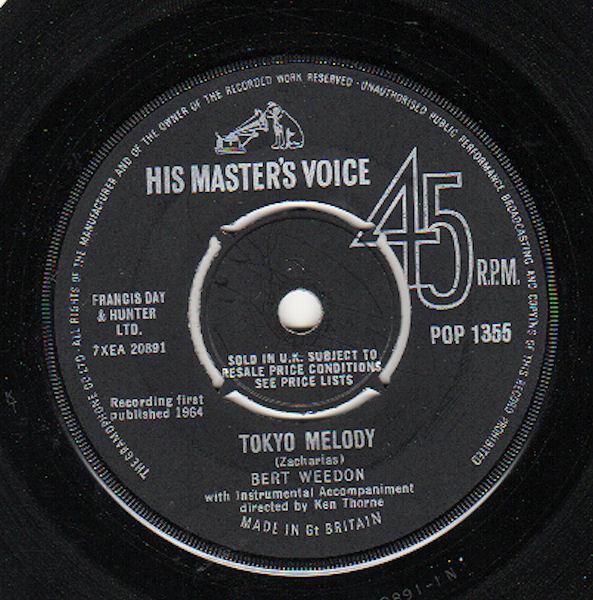 THE GRAMOPHONE CO. LTD. · ALL RIGHTS OF THE MANUFACTURER AND OF THE OWNER OF THE RECORDED WORK RESERVED · UNAUTHORISED PUBLIC PERFORMANCE BROADCASTING AND COPYING OF THIS RECORD PROHIBITED
HIS MASTER'S VOICE
45
R.P.M.
FRANCIS DAY
& HUNTER
LTD.
7XEA 20891
POP 1355
SOLD IN U.K. SUBJECT TO
RESALE PRICE CONDITIONS,
SEE PRICE LISTS
Recording first
published 1964
TOKYO MELODY
(Zacharias)
BERT WEEDON
with Instrumental Accompaniment
directed by Ken Thorne
MADE IN Gt BRITAIN